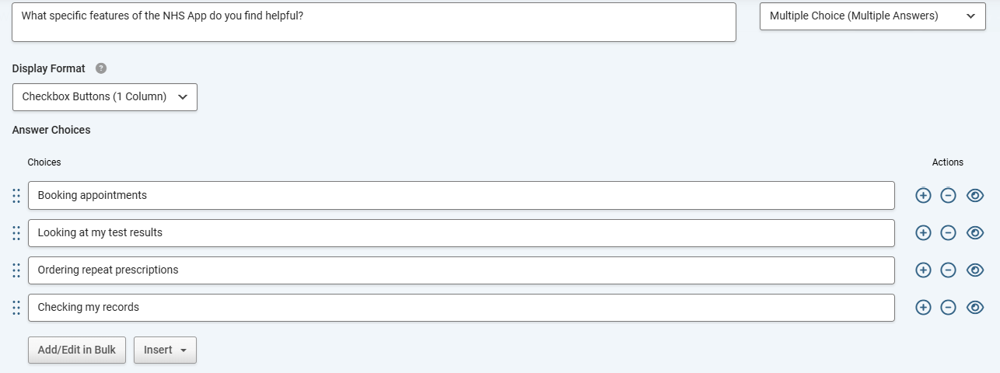 What specific features of the NHS App do you find helpful?
Multiple Choice (Multiple Answers)
Display Format ?
Checkbox Buttons (1 Column)
Answer Choices
Choices
Actions
Booking appointments
Looking at my test results
Ordering repeat prescriptions
Checking my records
Add/Edit in Bulk
Insert